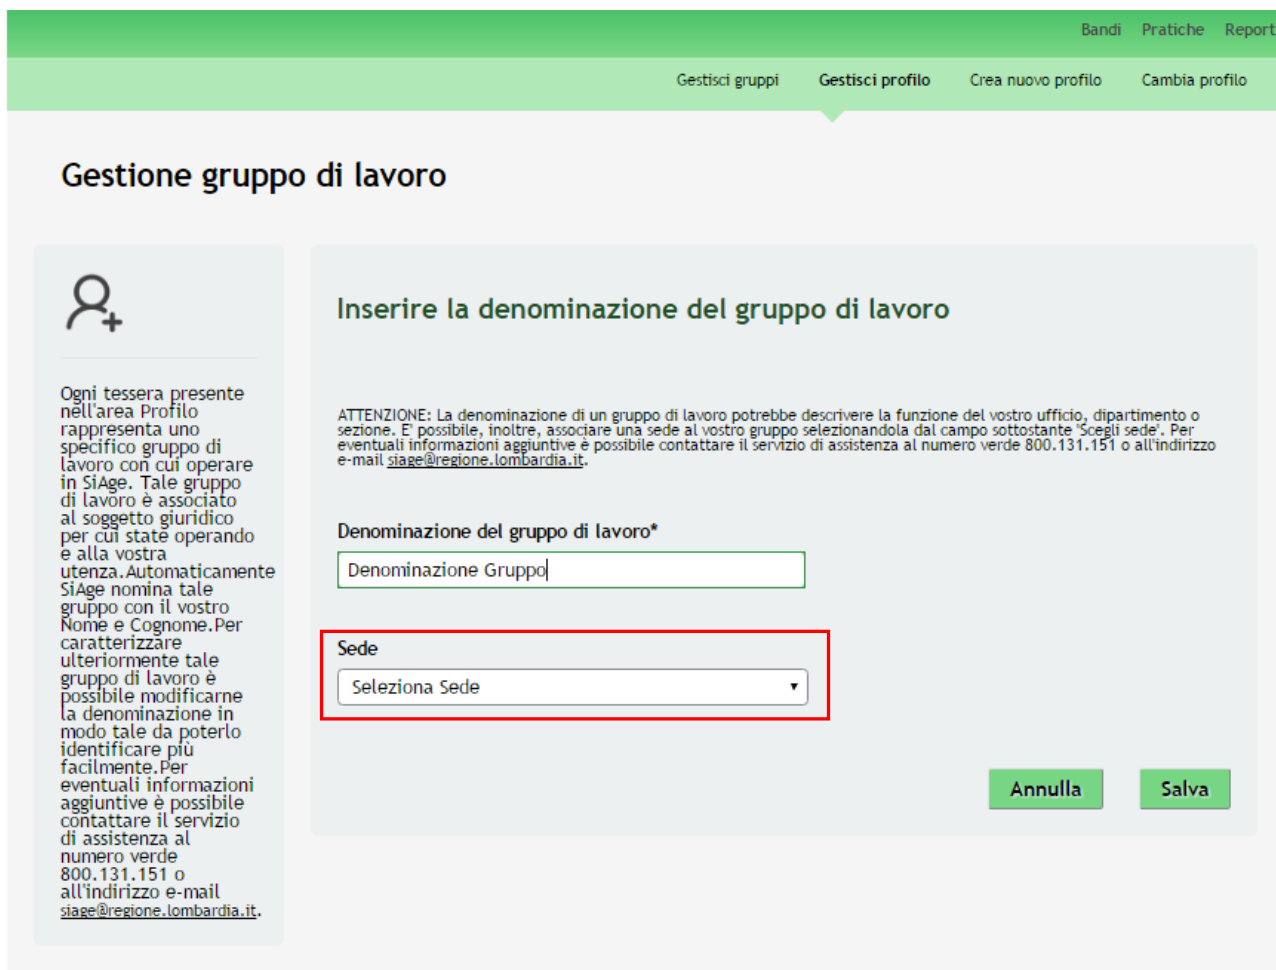 Bandi Pratiche Report
Gestisci gruppi Gestisci profilo Crea nuovo profilo Cambia profilo
Gestione gruppo di lavoro
Ogni tessera presente
nell'area Profilo
rappresenta uno
specifico gruppo di
lavoro con cui operare
in SiAge. Tale gruppo
di lavoro è associato
al soggetto giuridico
per cui state operando
e alla vostra
utenza.Automaticamente
SiAge nomina tale
gruppo con il vostro
Nome e Cognome.Per
caratterizzare
ulteriormente tale
gruppo di lavoro è
possibile modificarne
la denominazione in
modo tale da poterlo
identificare più
facilmente.Per
eventuali informazioni
aggiuntive è possibile
contattare il servizio
di assistenza al
numero verde
800.131.151 o
all'indirizzo e-mail
siage@regione.lombardia.it.
Inserire la denominazione del gruppo di lavoro
ATTENZIONE: La denominazione di un gruppo di lavoro potrebbe descrivere la funzione del vostro ufficio, dipartimento o
sezione. E' possibile, inoltre, associare una sede al vostro gruppo selezionandola dal campo sottostante 'Scegli sede'. Per
eventuali informazioni aggiuntive è possibile contattare il servizio di assistenza al numero verde 800.131.151 o all'indirizzo
e-mail siage@regione.lombardia.it.
Denominazione del gruppo di lavoro*
Denominazione Gruppo
Sede
Seleziona Sede
Annulla Salva